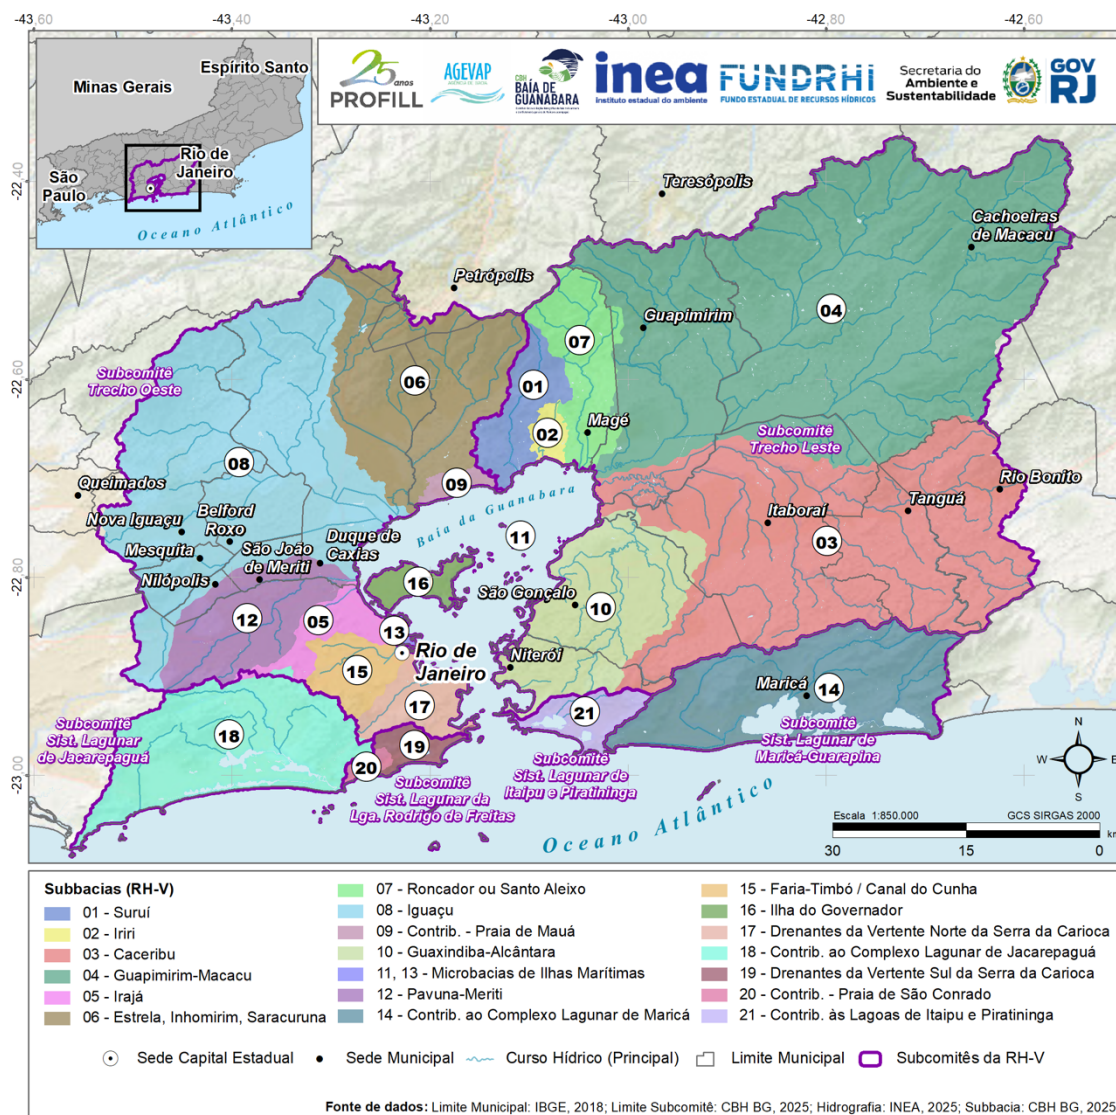 -43,60
-43,40
-43,20
-43,00
-42,80
-42,60
Espírito Santo
Minas Gerais
Rio de
Janeiro
São
Paulo
Oceano Atlântico
25 anos
PROFILL
AGEVAP
CBH
BAÍA DE
GUANABARA
inea
instituto estadual do ambiente
FUNDRHI
FUNDO ESTADUAL DE RECURSOS HÍDRICOS
Secretaria do
Ambiente e
Sustentabilidade
GOV
RJ
-22,40
-22,60
-22,80
-23,00
Teresópolis
Cachoeiras
de Macacu
Petrópolis
04
Guapimirim
07
Subcomitê
Trecho Oeste
06
01
02
Magé
Subcomitê
Trecho Leste
08
09
Rio Bonito
Queimados
Baía da Guanabara
Tanguá
Nova Iguaçu
Belford
Roxo
Itaboraí
11
03
Mesquita
São João
de Meriti
Duque de
Caxias
Nilópolis
16
São Gonçalo
10
12
05
13
Rio de
Janeiro
Niterói
15
Maricá
14
17
21
18
Subcomitê
Sist. Lagunar
de Jacarepaguá
19
20
Subcomitê
Sist. Lagunar da
Lga. Rodrigo de Freitas
Subcomitê
Sist. Lagunar de
Itaipu e Piratininga
Subcomitê
Sist. Lagunar de
Maricá-Guarapina
Oceano Atlântico
N
W
E
S
Escala 1:850.000 GCS SIRGAS 2000
km
30 15 0
Subbacias (RH-V)
01 - Suruí
02 - Iriri
03 - Caceribu
04 - Guapimirim-Macacu
05 - Irajá
06 - Estrela, Inhomirim, Saracuruna
07 - Roncador ou Santo Aleixo
08 - Iguaçu
09 - Contrib. - Praia de Mauá
10 - Guaxindiba-Alcântara
11, 13 - Microbacias de Ilhas Marítimas
12 - Pavuna-Meriti
14 - Contrib. ao Complexo Lagunar de Maricá
15 - Faria-Timbó / Canal do Cunha
16 - Ilha do Governador
17 - Drenantes da Vertente Norte da Serra da Carioca
18 - Contrib. ao Complexo Lagunar de Jacarepaguá
19 - Drenantes da Vertente Sul da Serra da Carioca
20 - Contrib. - Praia de São Conrado
21 - Contrib. às Lagoas de Itaipu e Piratininga
Sede Capital Estadual
Sede Municipal
Curso Hídrico (Principal)
Limite Municipal
Subcomitês da RH-V
Fonte de dados: Limite Municipal: IBGE, 2018; Limite Subcomitê: CBH BG, 2025; Hidrografia: INEA, 2025; Subbacia: CBH BG, 2025